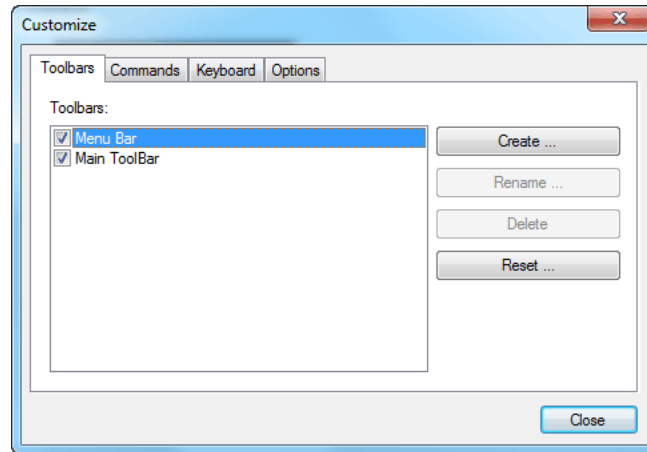 Customize
Toolbars Commands Keyboard Options
Toolbars:
Menu Bar
Main ToolBar
Create ...
Rename ...
Delete
Reset ...
Close